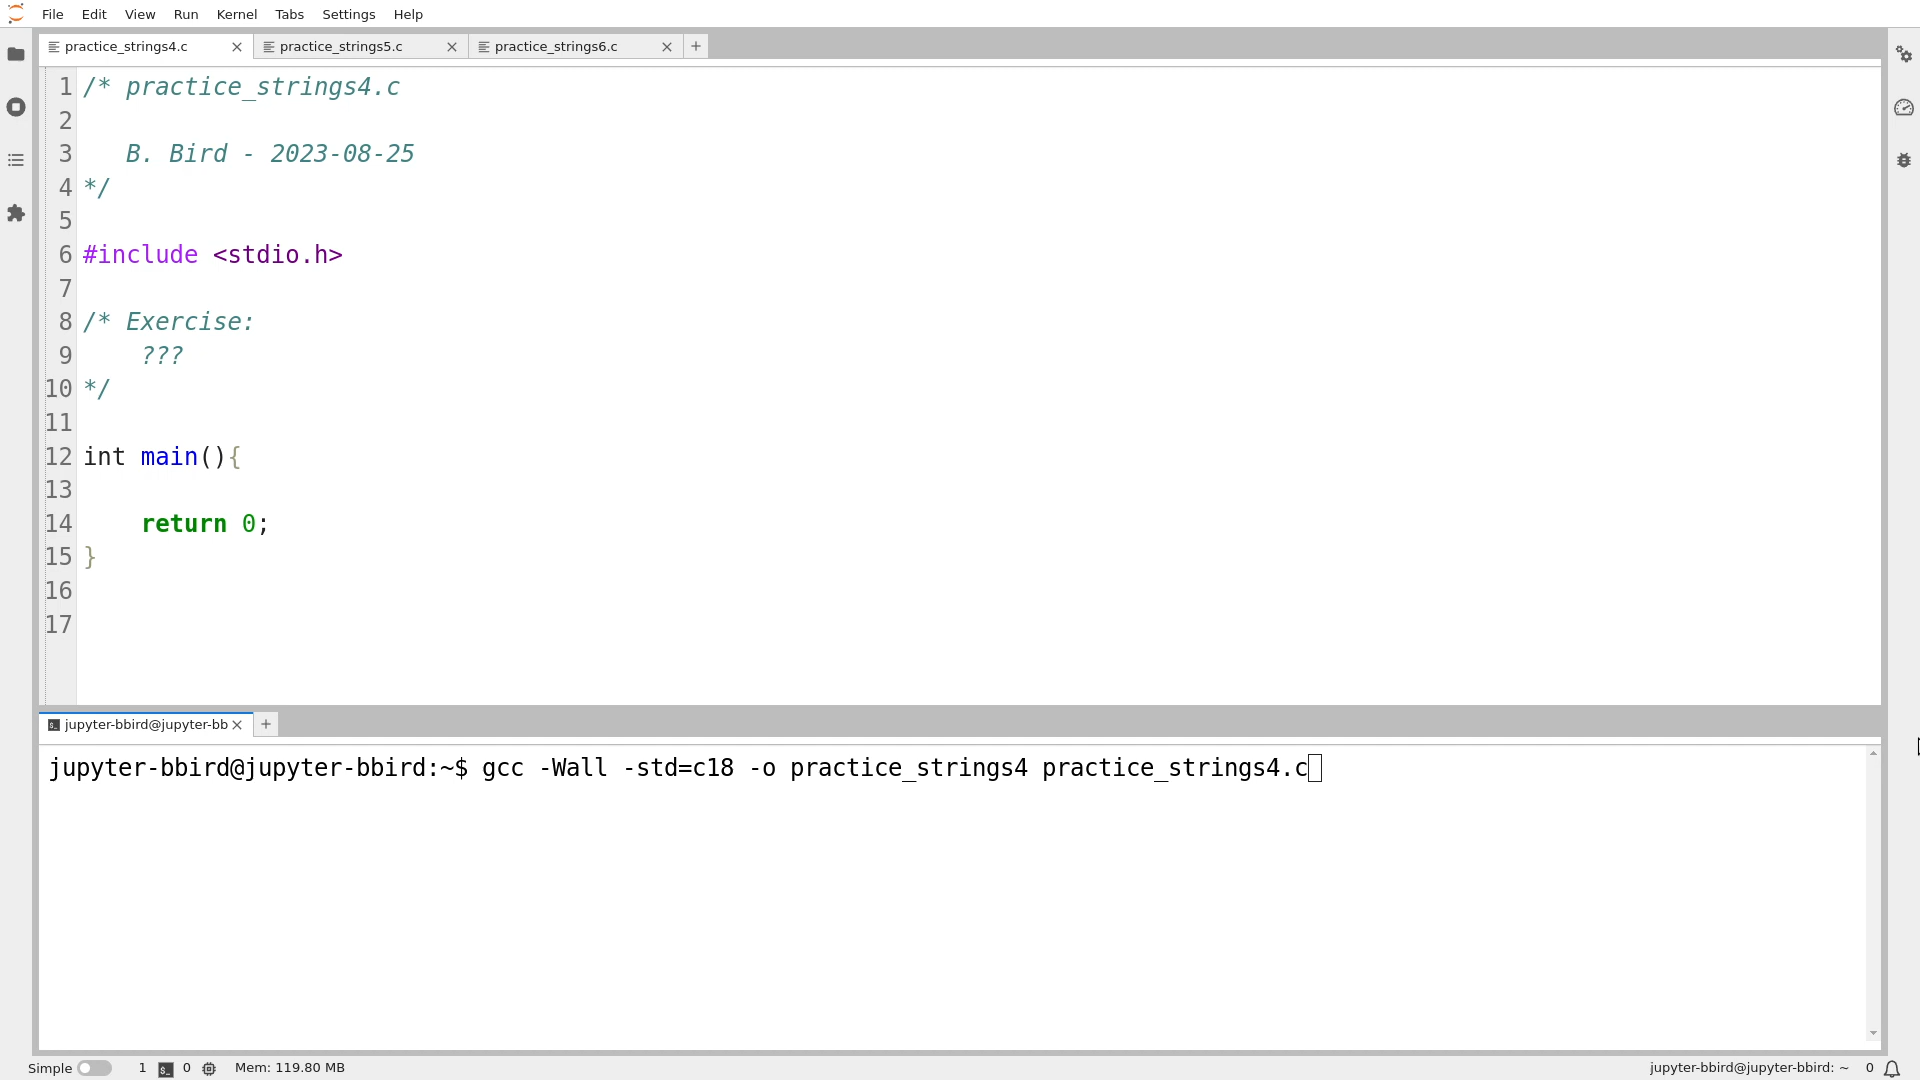 File Edit View Run Kernel Tabs Settings Help
practice_strings4.c practice_strings5.c practice_strings6.c
1 /* practice_strings4.c
2
3 B. Bird - 2023-08-25
4 */
5
6 #include <stdio.h>
7
8 /* Exercise:
9 ???
10 */
11
12 int main(){
13
14 return 0;
15 }
16
17
jupyter-bbird@jupyter-bb
jupyter-bbird@jupyter-bbird:~$ gcc -Wall -std=c18 -o practice_strings4 practice_strings4.c
Simple 1 0 Mem: 119.80 MB jupyter-bbird@jupyter-bbird: ~ 0